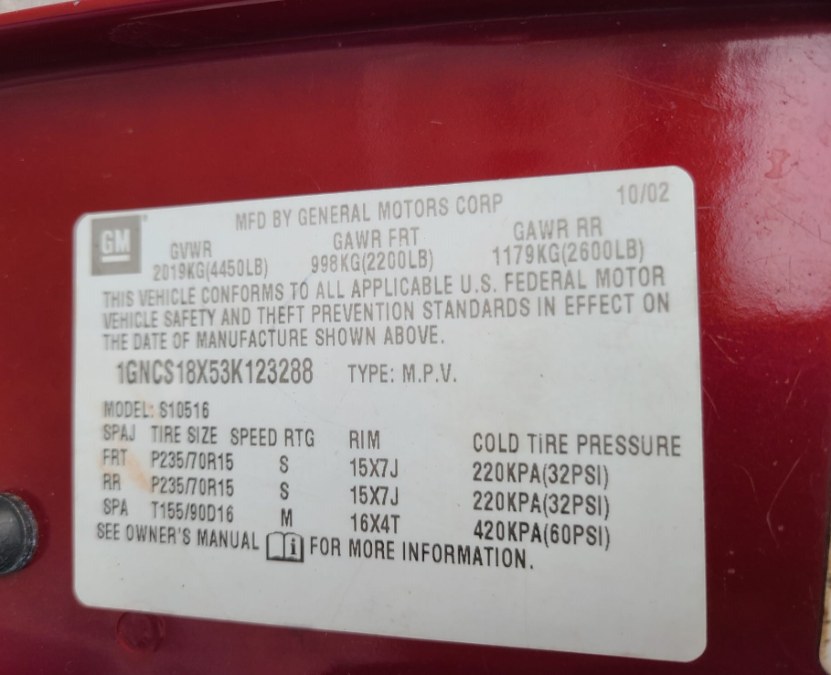 MFD BY GENERAL MOTORS CORP 10/02
GM
GVWR GAWR FRT GAWR RR
2019KG(4450LB) 998KG(2200LB) 1179KG(2600LB)
THIS VEHICLE CONFORMS TO ALL APPLICABLE U.S. FEDERAL MOTOR
VEHICLE SAFETY AND THEFT PREVENTION STANDARDS IN EFFECT ON
THE DATE OF MANUFACTURE SHOWN ABOVE.
1GNCS18X53K123288 TYPE: M.P.V.
MODEL: S10516
SPAJ TIRE SIZE SPEED RTG RIM COLD TIRE PRESSURE
FRT P235/70R15 S 15X7J 220KPA(32PSI)
RR P235/70R15 S 15X7J 220KPA(32PSI)
SPA T155/90D16 M 16X4T 420KPA(60PSI)
SEE OWNER'S MANUAL FOR MORE INFORMATION.